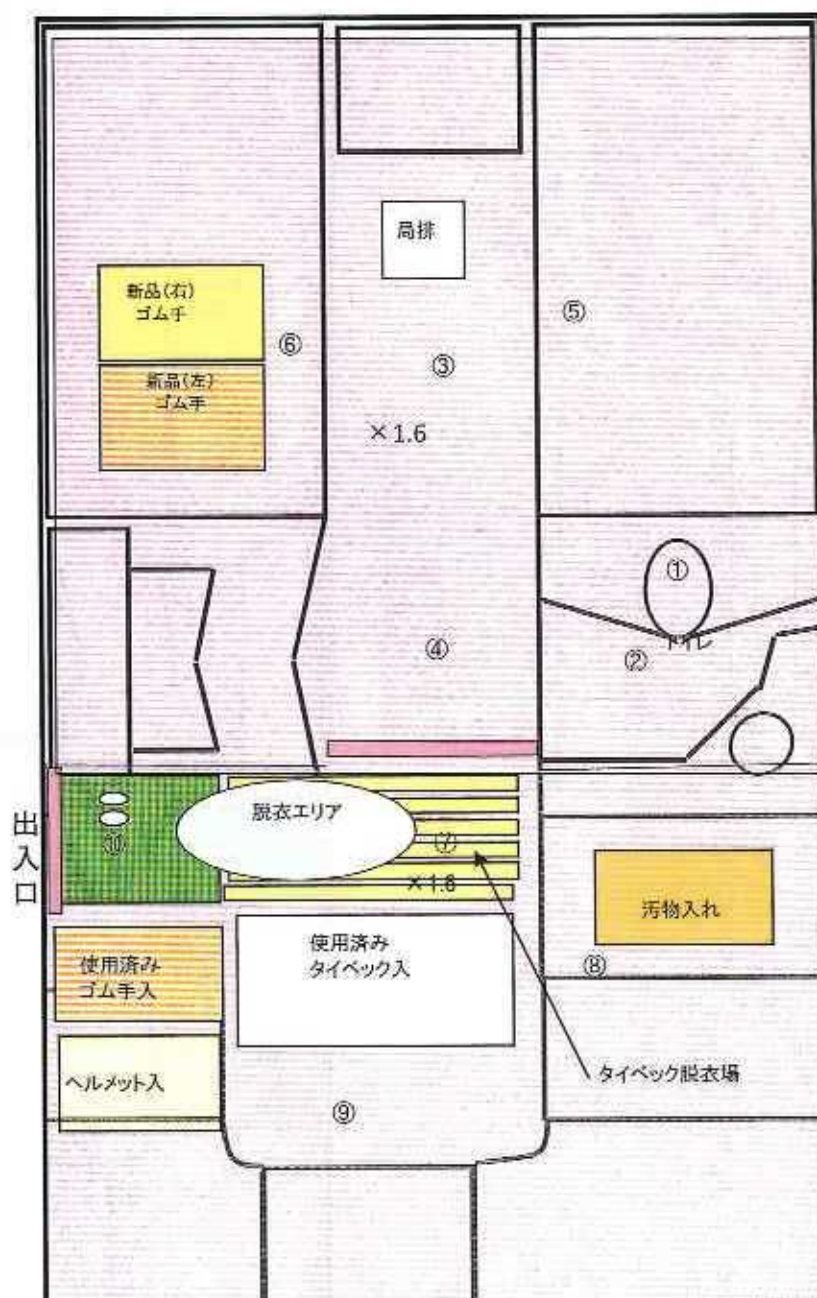 局排
新品(右)
ゴム手
⑤
⑥
新品(左)
ゴム手
③
×1.6
①
トイレ
②
④
出入口
脱衣エリア
⑩
⑦
×1.6
汚物入れ
使用済み
タイベック入
使用済み
ゴム手入
⑧
ヘルメット入
タイベック脱衣場
⑨